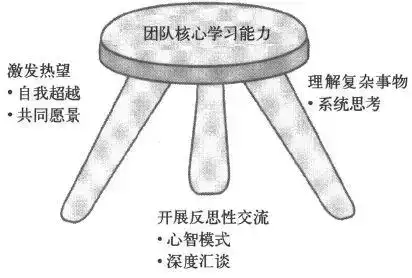 团队核心学习能力
激发热望
• 自我超越
• 共同愿景
理解复杂事物
• 系统思考
开展反思性交流
• 心智模式
• 深度汇谈